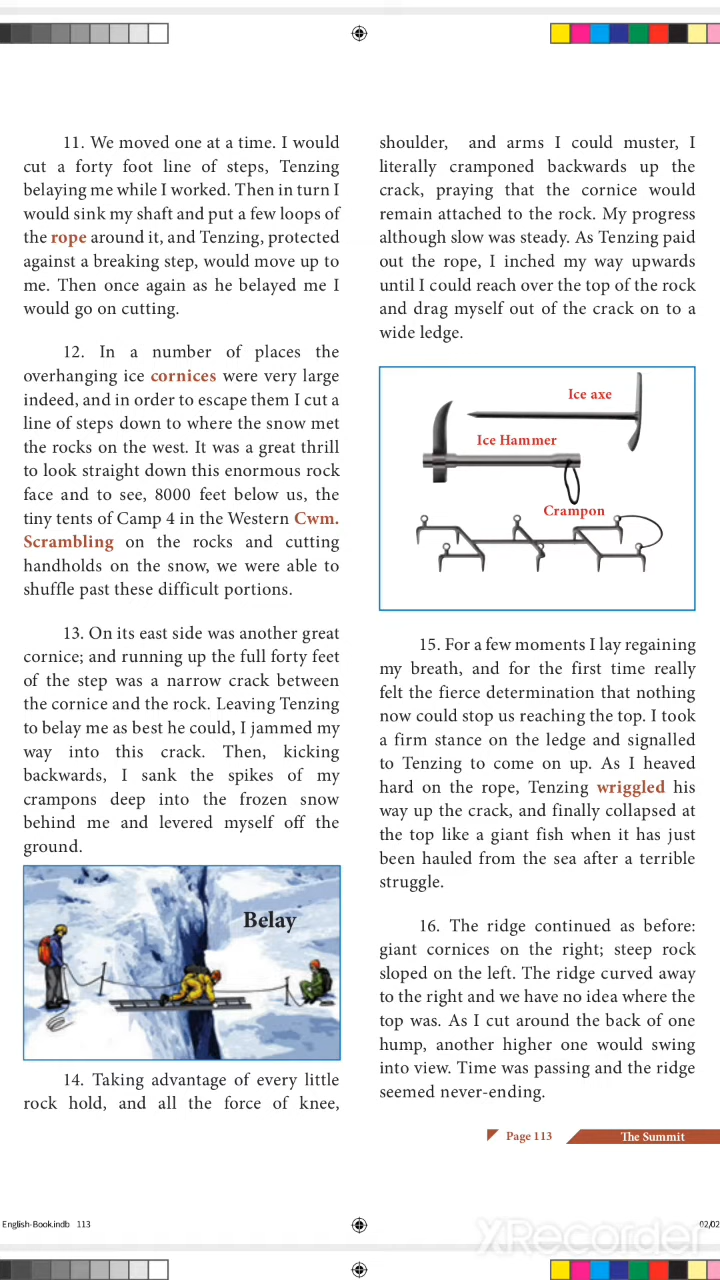 11. We moved one at a time. I would
cut a forty foot line of steps, Tenzing
belaying me while I worked. Then in turn I
would sink my shaft and put a few loops of
the rope around it, and Tenzing, protected
against a breaking step, would move up to
me. Then once again as he belayed me I
would go on cutting.
12. In a number of places the
overhanging ice cornices were very large
indeed, and in order to escape them I cut a
line of steps down to where the snow met
the rocks on the west. It was a great thrill
to look straight down this enormous rock
face and to see, 8000 feet below us, the
tiny tents of Camp 4 in the Western Cwm.
Scrambling on the rocks and cutting
handholds on the snow, we were able to
shuffle past these difficult portions.
13. On its east side was another great
cornice; and running up the full forty feet
of the step was a narrow crack between
the cornice and the rock. Leaving Tenzing
to belay me as best he could, I jammed my
way into this crack. Then, kicking
backwards, I sank the spikes of my
crampons deep into the frozen snow
behind me and levered myself off the
ground.
Belay
14. Taking advantage of every little
rock hold, and all the force of knee,
shoulder, and arms I could muster, I
literally cramponed backwards up the
crack, praying that the cornice would
remain attached to the rock. My progress
although slow was steady. As Tenzing paid
out the rope, I inched my way upwards
until I could reach over the top of the rock
and drag myself out of the crack on to a
wide ledge.
Ice axe
Ice Hammer
Crampon
15. For a few moments I lay regaining
my breath, and for the first time really
felt the fierce determination that nothing
now could stop us reaching the top. I took
a firm stance on the ledge and signalled
to Tenzing to come on up. As I heaved
hard on the rope, Tenzing wriggled his
way up the crack, and finally collapsed at
the top like a giant fish when it has just
been hauled from the sea after a terrible
struggle.
16. The ridge continued as before:
giant cornices on the right; steep rock
sloped on the left. The ridge curved away
to the right and we have no idea where the
top was. As I cut around the back of one
hump, another higher one would swing
into view. Time was passing and the ridge
seemed never-ending.
Page 113 The Summit
English-Book.indb 113 02/02
XRecorder